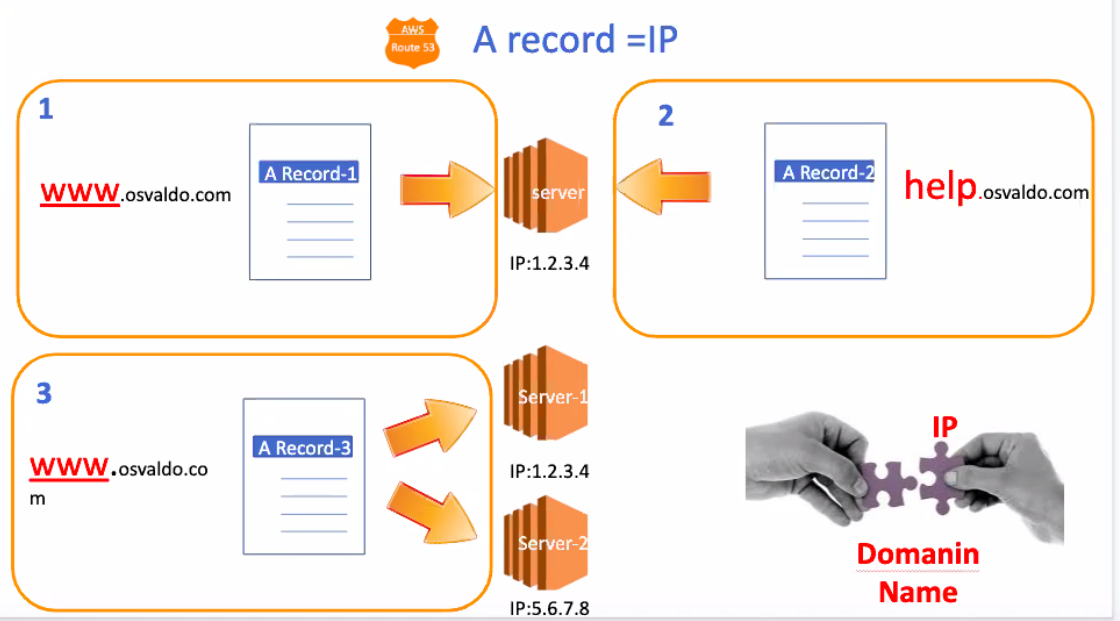 AWS
Route 53
A record =IP
1
www.osvaldo.com
A Record-1
server
IP:1.2.3.4
2
A Record-2
help.osvaldo.com
3
www.osvaldo.co
m
A Record-3
Server-1
IP:1.2.3.4
Server-2
IP:5.6.7.8
IP
Domanin
Name